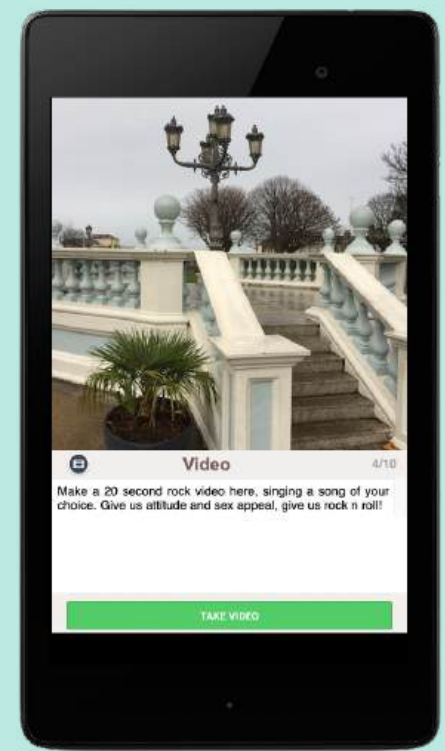 Video
4/10
Make a 20 second rock video here, singing a song of your
choice. Give us attitude and sex appeal, give us rock n roll!
TAKE VIDEO